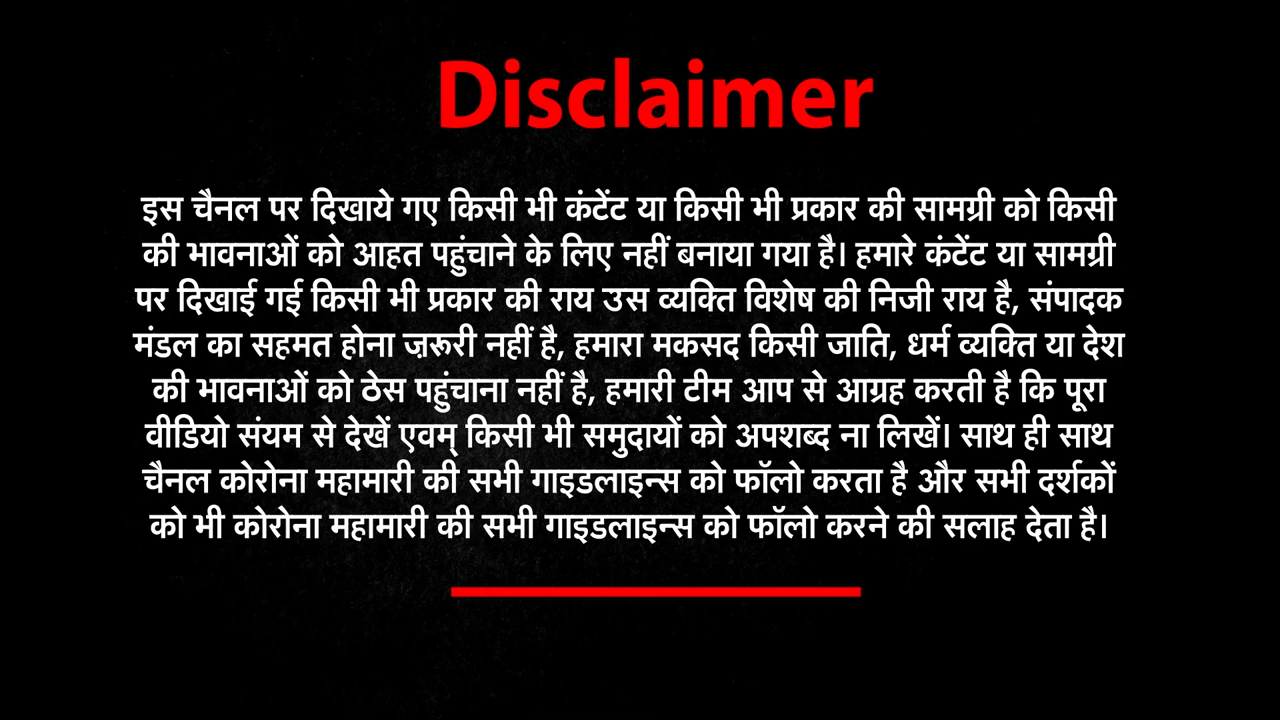 Disclaimer
इस चैनल पर दिखाये गए किसी भी कंटेंट या किसी भी प्रकार की सामग्री को किसी
की भावनाओं को आहत पहुंचाने के लिए नहीं बनाया गया है। हमारे कंटेंट या सामग्री
पर दिखाई गई किसी भी प्रकार की राय उस व्यक्ति विशेष की निजी राय है, संपादक
मंडल का सहमत होना ज़रूरी नहीं है, हमारा मकसद किसी जाति, धर्म व्यक्ति या देश
की भावनाओं को ठेस पहुंचाना नहीं है, हमारी टीम आप से आग्रह करती है कि पूरा
वीडियो संयम से देखें एवम् किसी भी समुदायों को अपशब्द ना लिखें। साथ ही साथ
चैनल कोरोना महामारी की सभी गाइडलाइन्स को फॉलो करता है और सभी दर्शकों
को भी कोरोना महामारी की सभी गाइडलाइन्स को फॉलो करने की सलाह देता है।